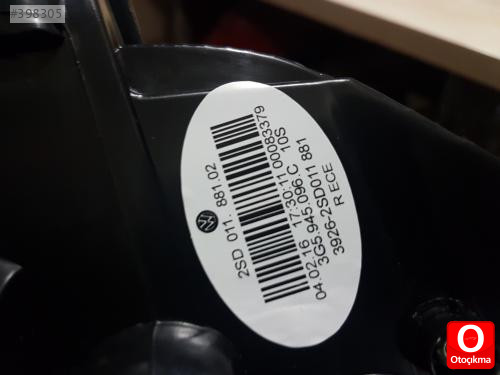 #398305
2SD 011. 881.02
00083379
17:30:11 10S
04.02.16
3G5.945.096.C
3926-2SD011 881
R ECE
O
Otoçıkma